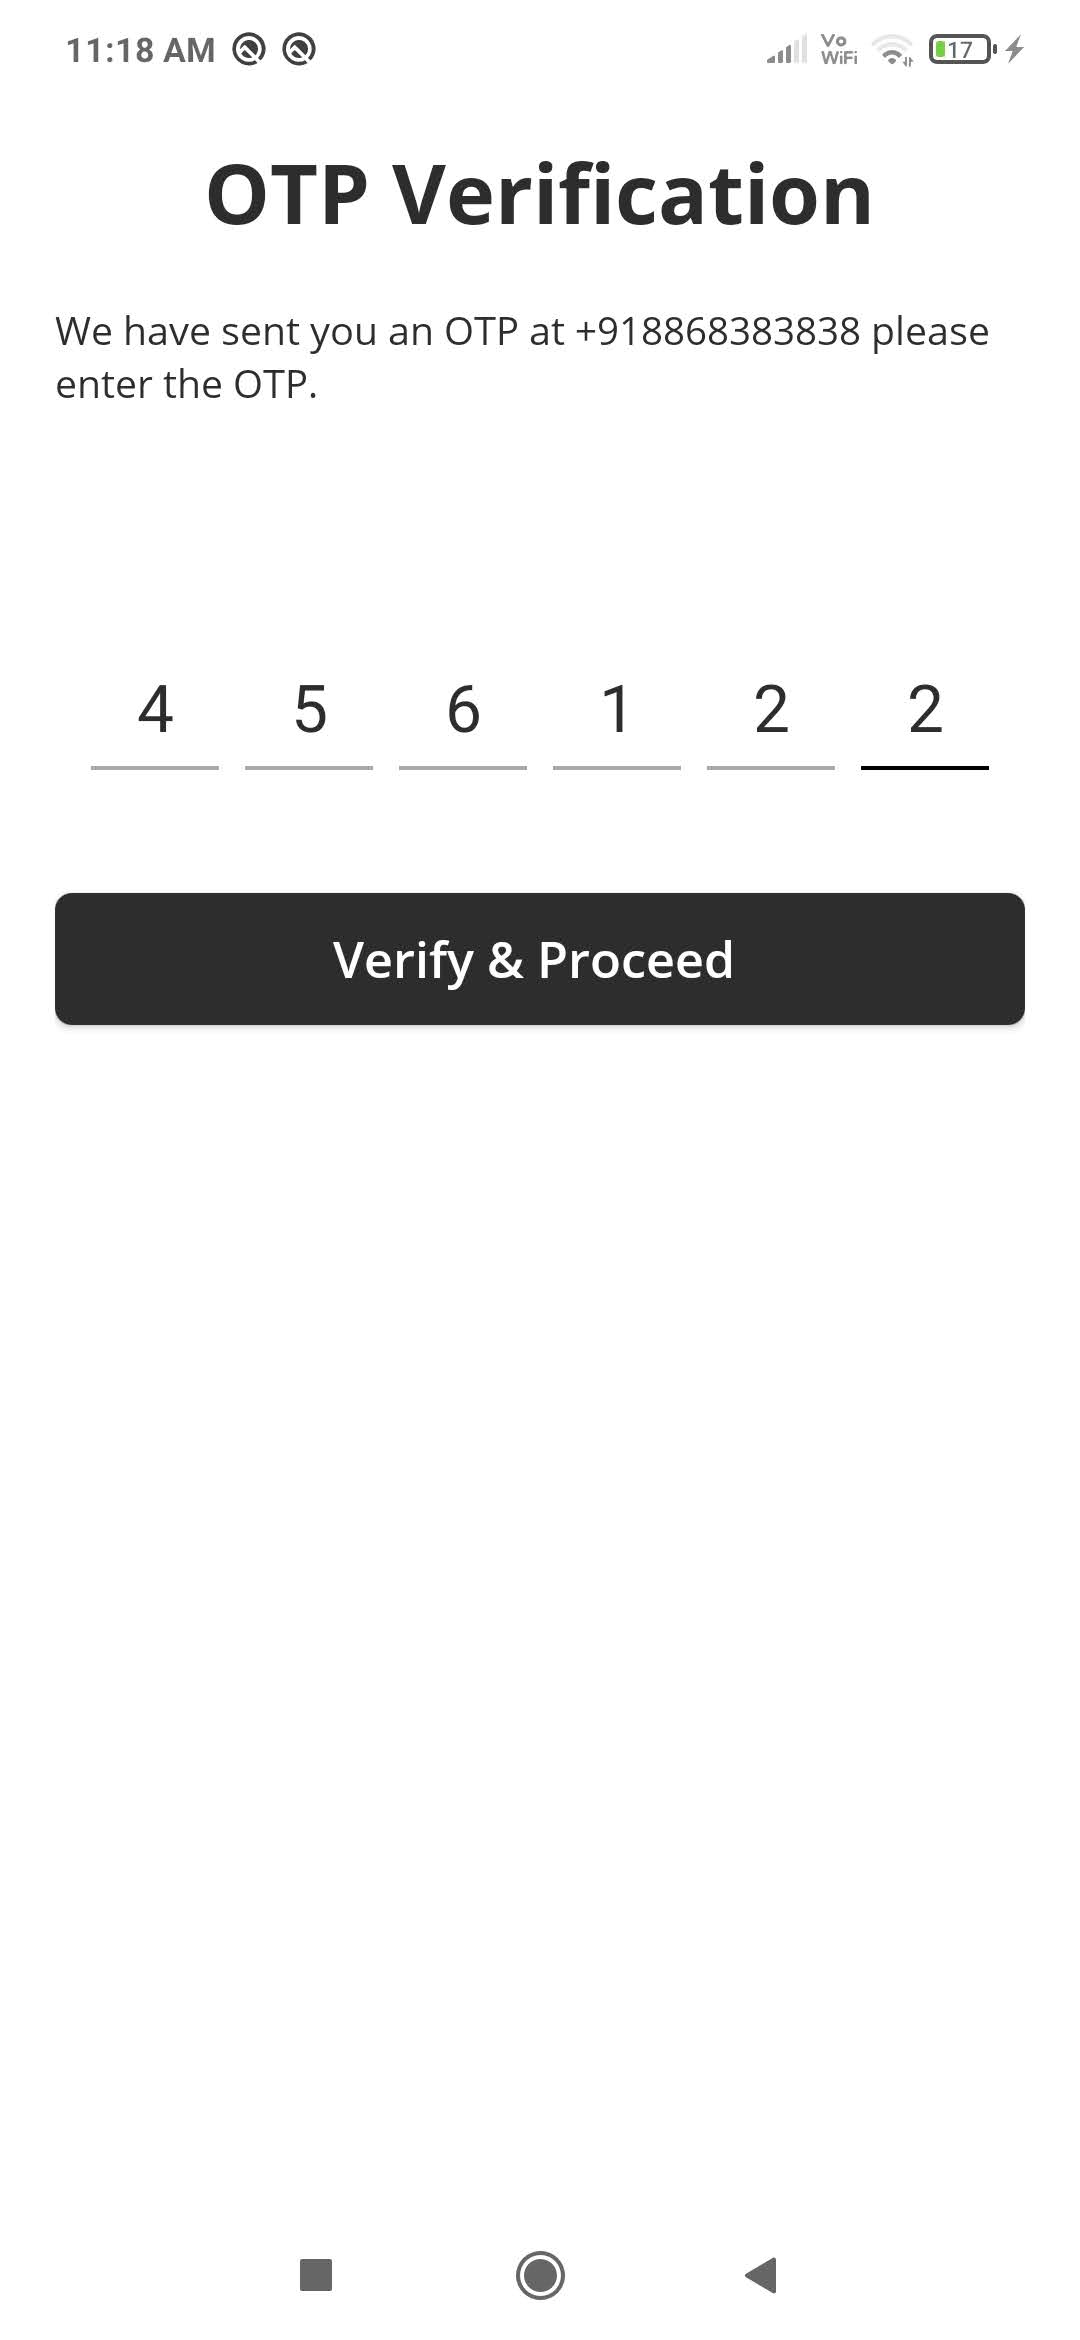 11:18 AM Vo WiFi 17
OTP Verification
We have sent you an OTP at +918868383838 please
enter the OTP.
4 5 6 1 2 2
Verify & Proceed